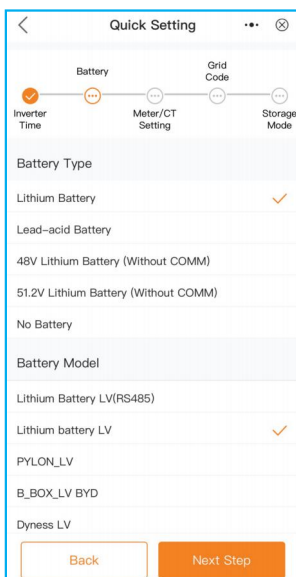 Quick Setting
Battery
Grid
Code
Inverter
Time
Meter/CT
Setting
Storage
Mode
Battery Type
Lithium Battery
Lead-acid Battery
48V Lithium Battery (Without COMM)
51.2V Lithium Battery (Without COMM)
No Battery
Battery Model
Lithium Battery LV(RS485)
Lithium battery LV
PYLON_LV
B_BOX_LV BYD
Dyness LV
Back
Next Step